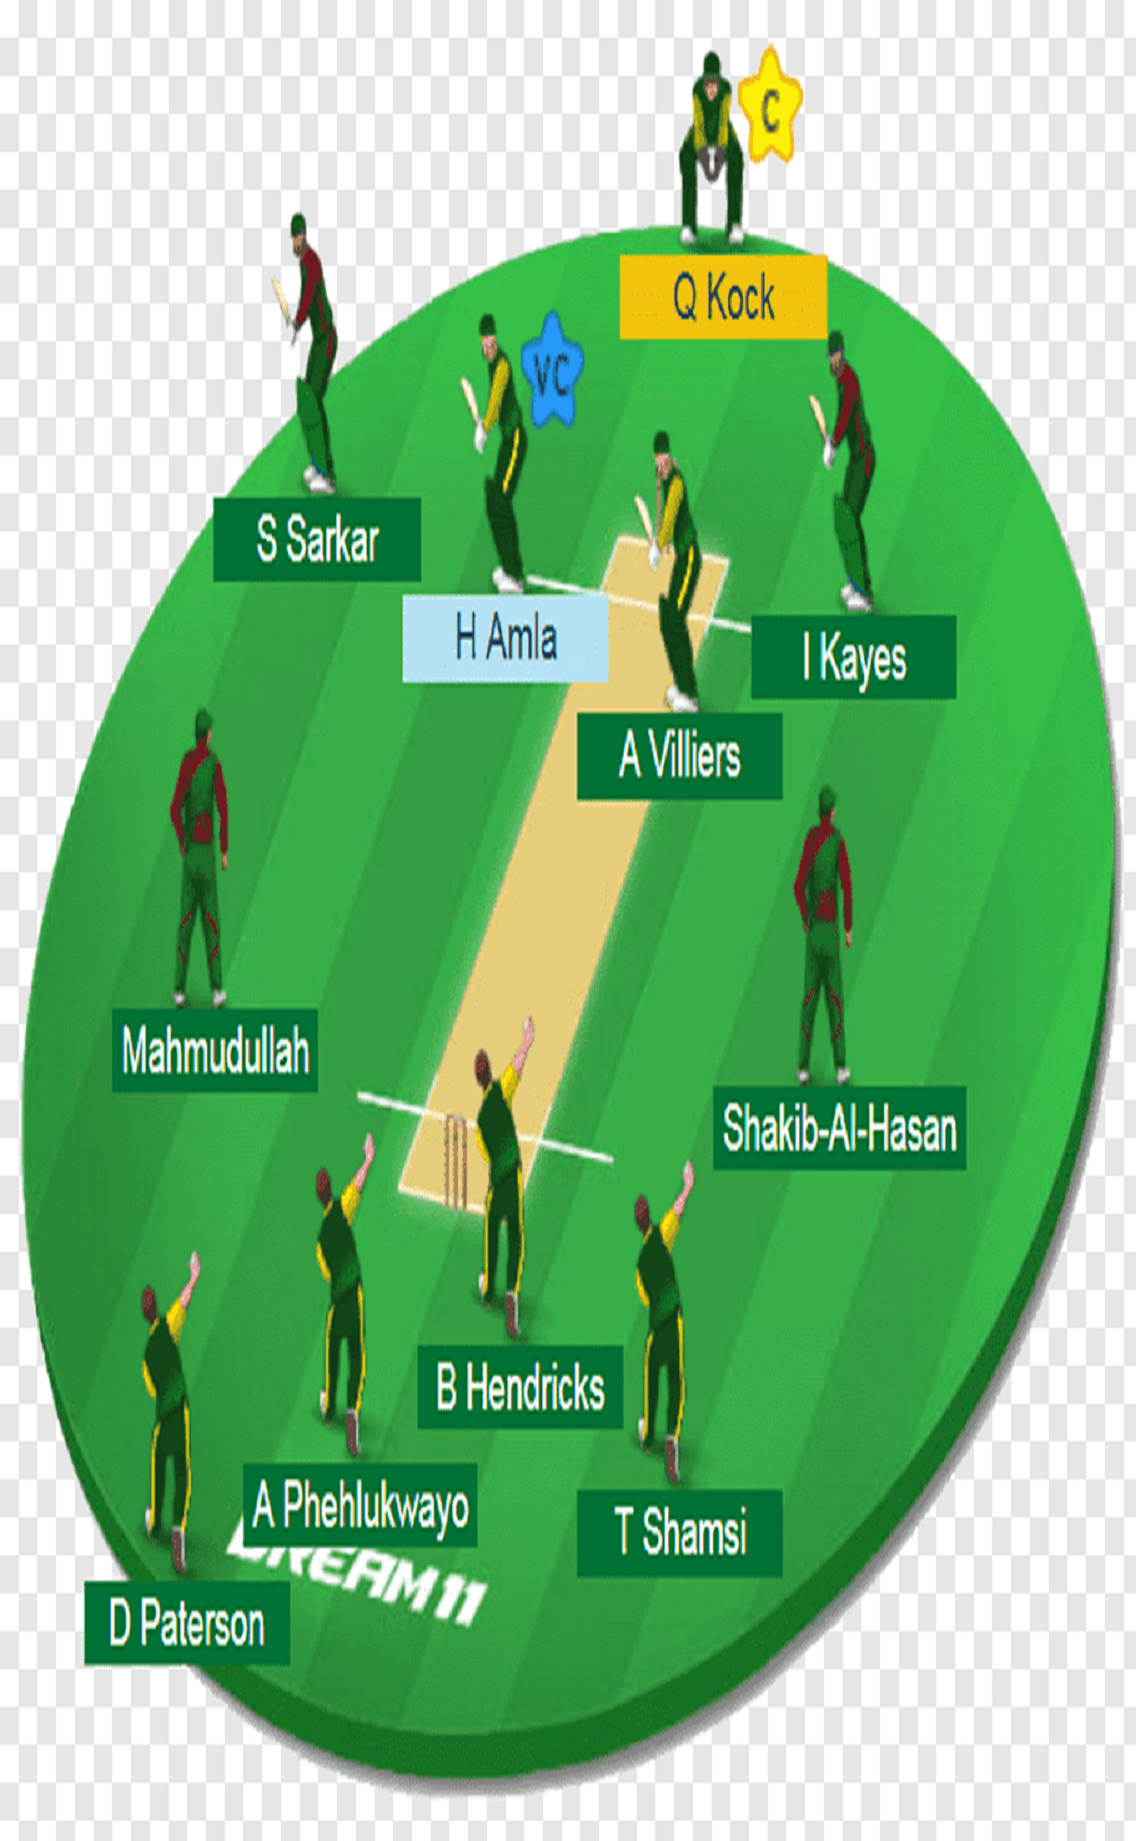 C
Q Kock
VC
S Sarkar
H Amla
I Kayes
A Villiers
Mahmudullah
Shakib-Al-Hasan
B Hendricks
A Phehlukwayo
T Shamsi
DREAM11
D Paterson